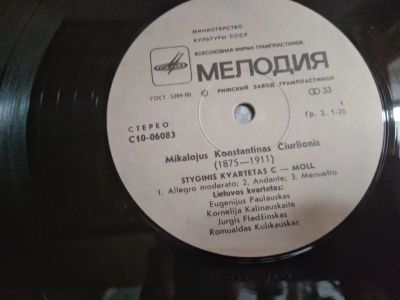 МИНИСТЕРСТВО
КУЛЬТУРЫ СССР
ВСЕСОЮЗНАЯ ФИРМА ГРАМПЛАСТИНОК
МЕЛОДИЯ
ГОСТ 5289-80
РИЖСКИЙ ЗАВОД ГРАМПЛАСТИНОК
33
СТЕРЕО
С10-06083
1
Гр. 2. 1-20
Mikalojus Konstantinas Čiurlionis
(1875—1911)
STYGINIS KVARTETAS C — MOLL
1. Allegro moderato; 2. Andante; 3. Menuetto
Lietuvos kvartetas:
Eugenijus Paulauskas
Kornelija Kalinauskaite
Jurgis Fledžinskas
Romualdas Kulikauskas